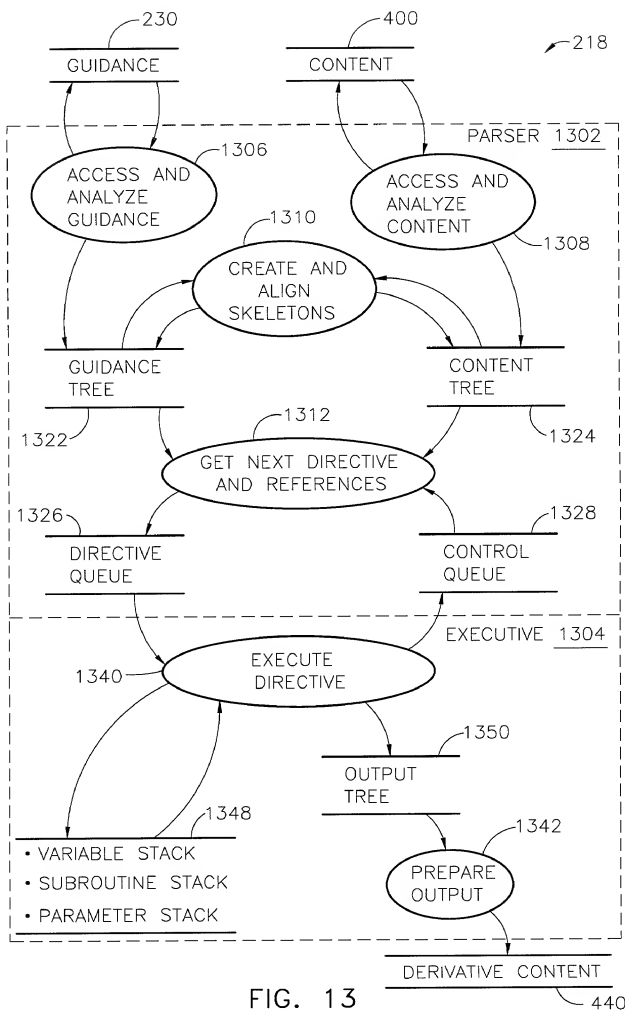 230
400
218
GUIDANCE
CONTENT
PARSER 1302
1306
ACCESS AND
ANALYZE
GUIDANCE
ACCESS AND
ANALYZE
CONTENT
1308
1310
CREATE AND
ALIGN
SKELETONS
GUIDANCE
TREE
1322
CONTENT
TREE
1324
1312
GET NEXT DIRECTIVE
AND REFERENCES
1326
DIRECTIVE
QUEUE
1328
CONTROL
QUEUE
EXECUTIVE 1304
1340
EXECUTE
DIRECTIVE
1350
OUTPUT
TREE
1348
• VARIABLE STACK
• SUBROUTINE STACK
• PARAMETER STACK
1342
PREPARE
OUTPUT
DERIVATIVE CONTENT
440
FIG. 13